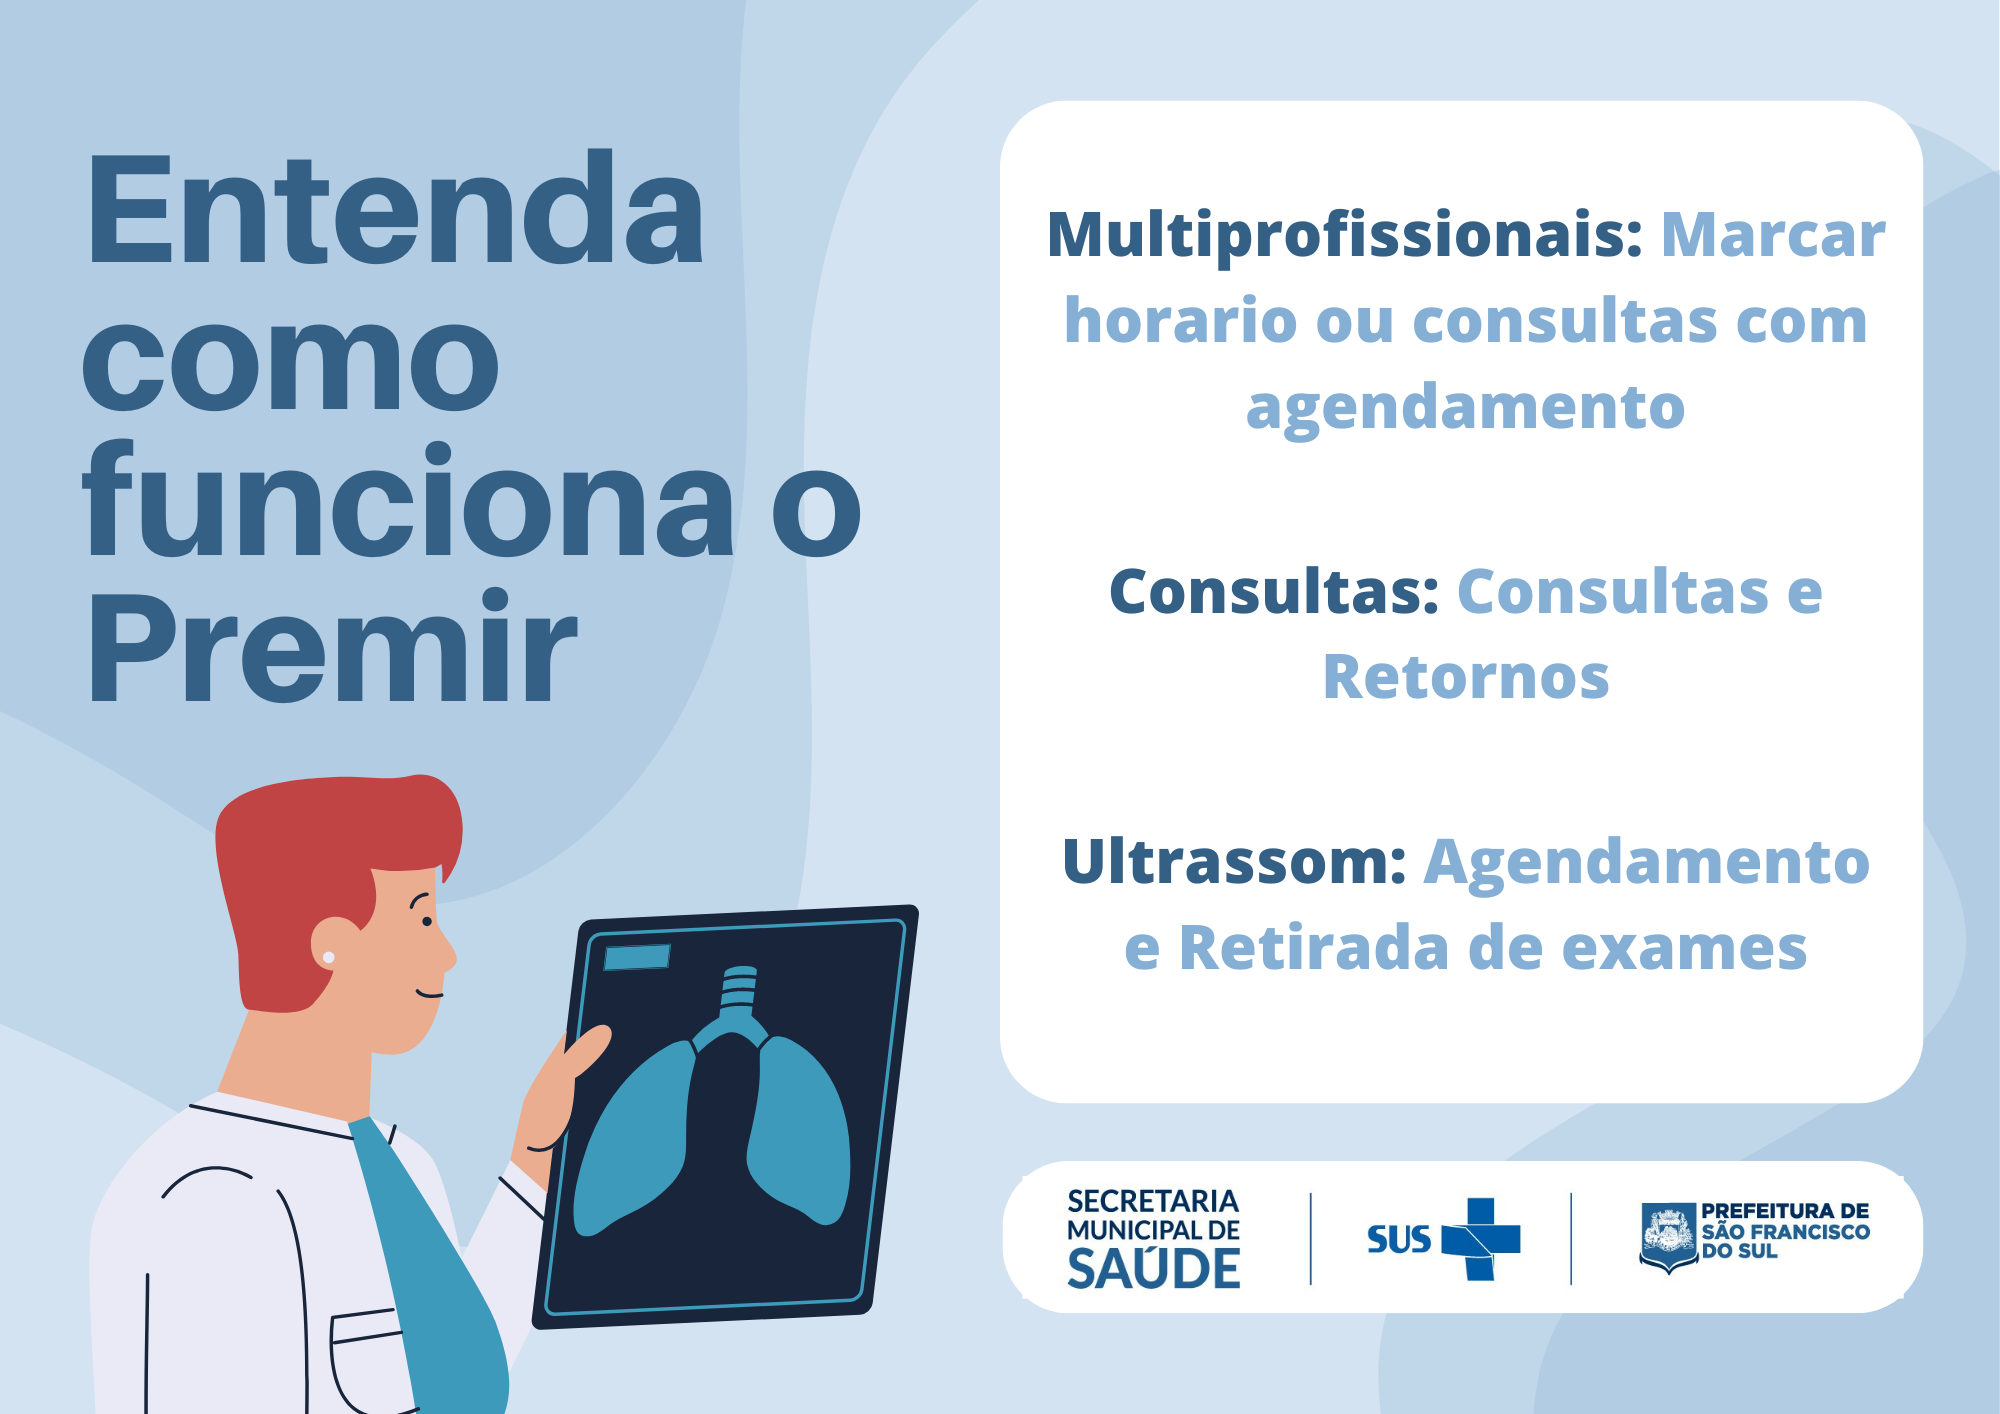 Entenda
como
funciona o
Premir
Multiprofissionais: Marcar
horario ou consultas com
agendamento
Consultas: Consultas e
Retornos
Ultrassom: Agendamento
e Retirada de exames
SECRETARIA
MUNICIPAL DE
SAÚDE
SUS
PREFEITURA DE
SÃO FRANCISCO
DO SUL